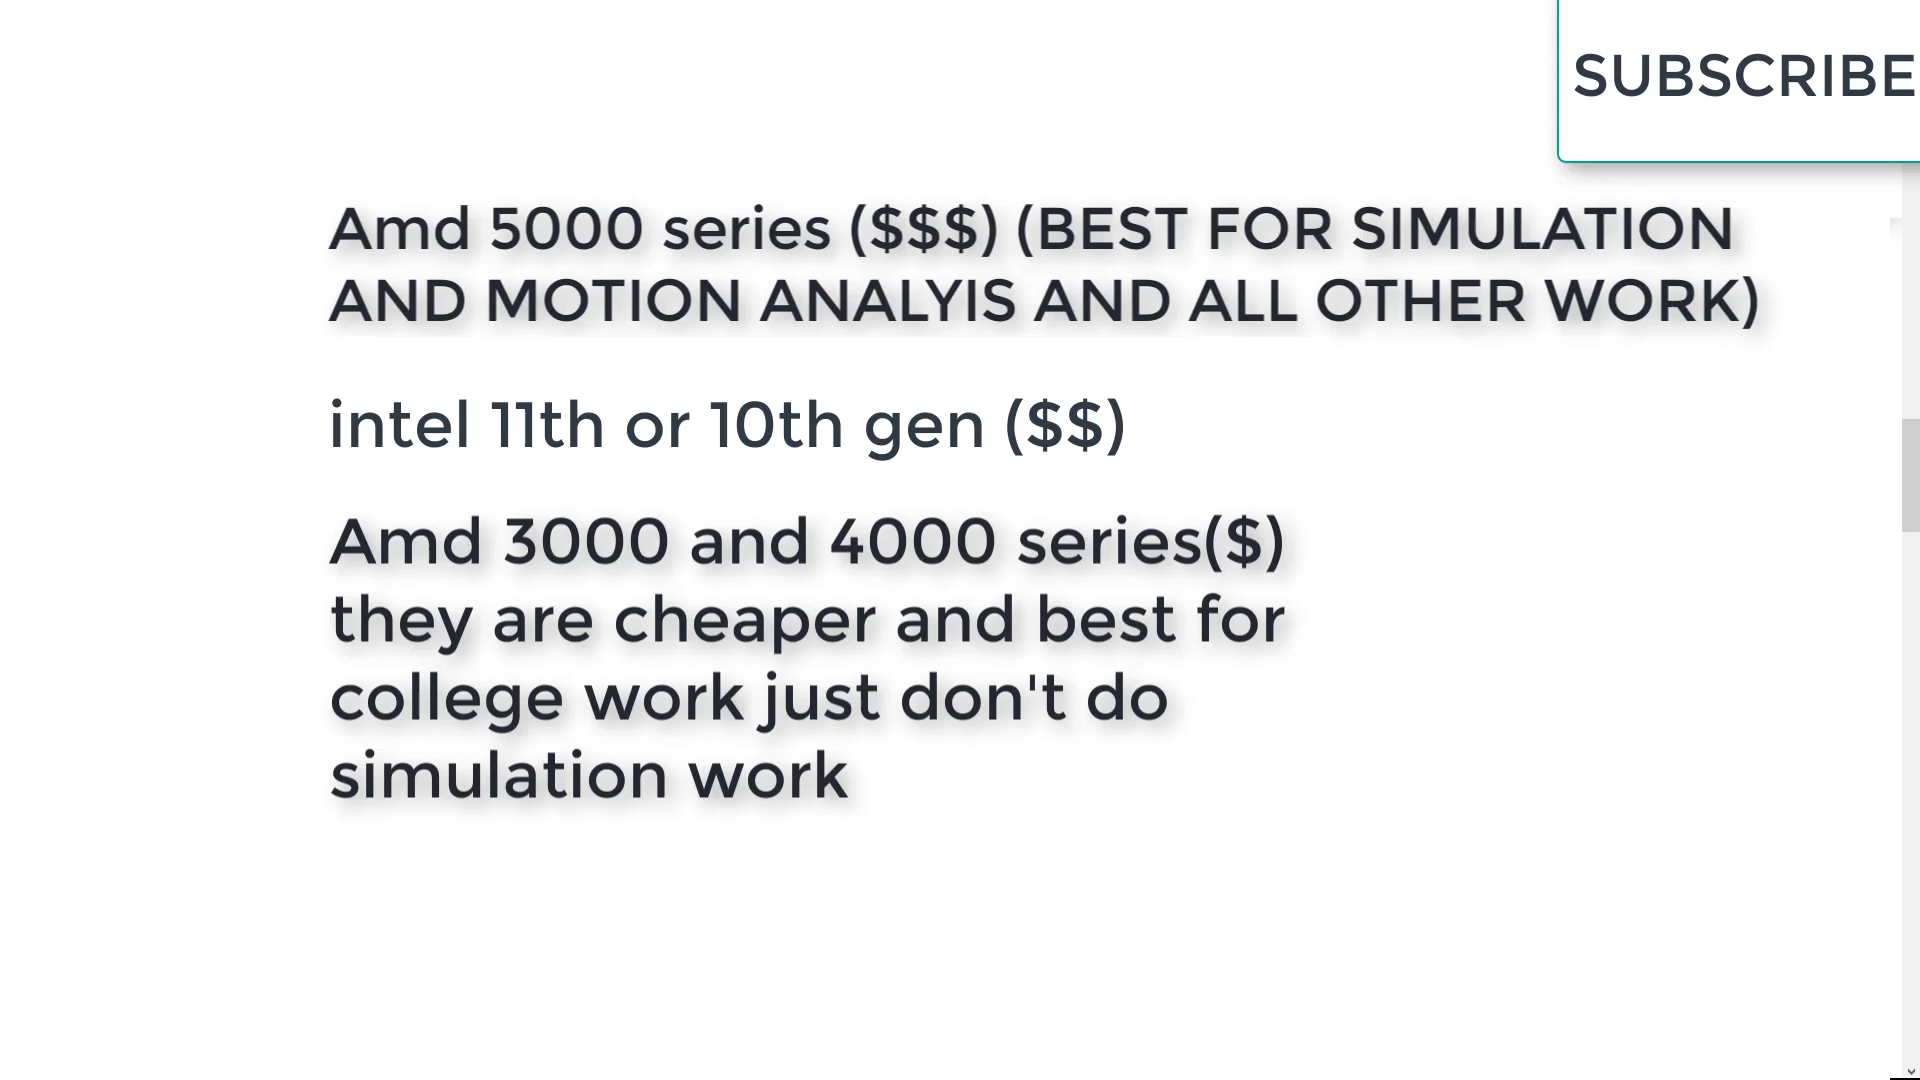 SUBSCRIBE
Amd 5000 series ($$$) (BEST FOR SIMULATION
AND MOTION ANALYIS AND ALL OTHER WORK)
intel 11th or 10th gen ($$)
Amd 3000 and 4000 series($)
they are cheaper and best for
college work just don't do
simulation work